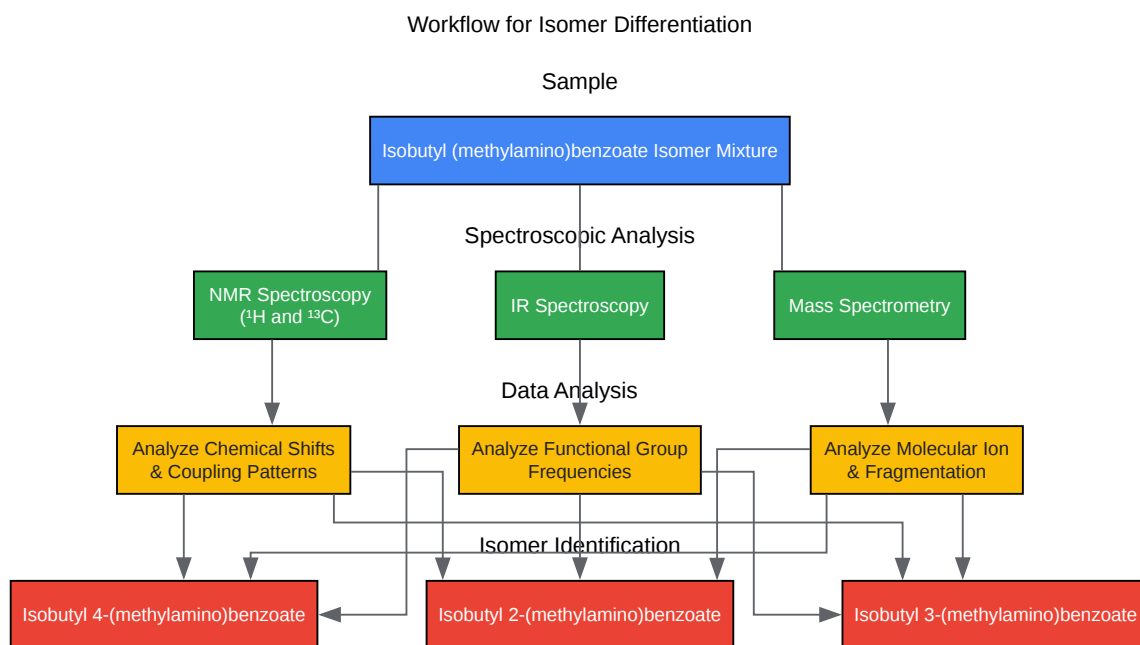 Workflow for Isomer Differentiation
Sample
Isobutyl (methylamino)benzoate Isomer Mixture
Spectroscopic Analysis
NMR Spectroscopy
(¹H and ¹³C)
IR Spectroscopy
Mass Spectrometry
Data Analysis
Analyze Chemical Shifts
& Coupling Patterns
Analyze Functional Group
Frequencies
Analyze Molecular Ion
& Fragmentation
Isomer Identification
Isobutyl 4-(methylamino)benzoate
Isobutyl 2-(methylamino)benzoate
Isobutyl 3-(methylamino)benzoate